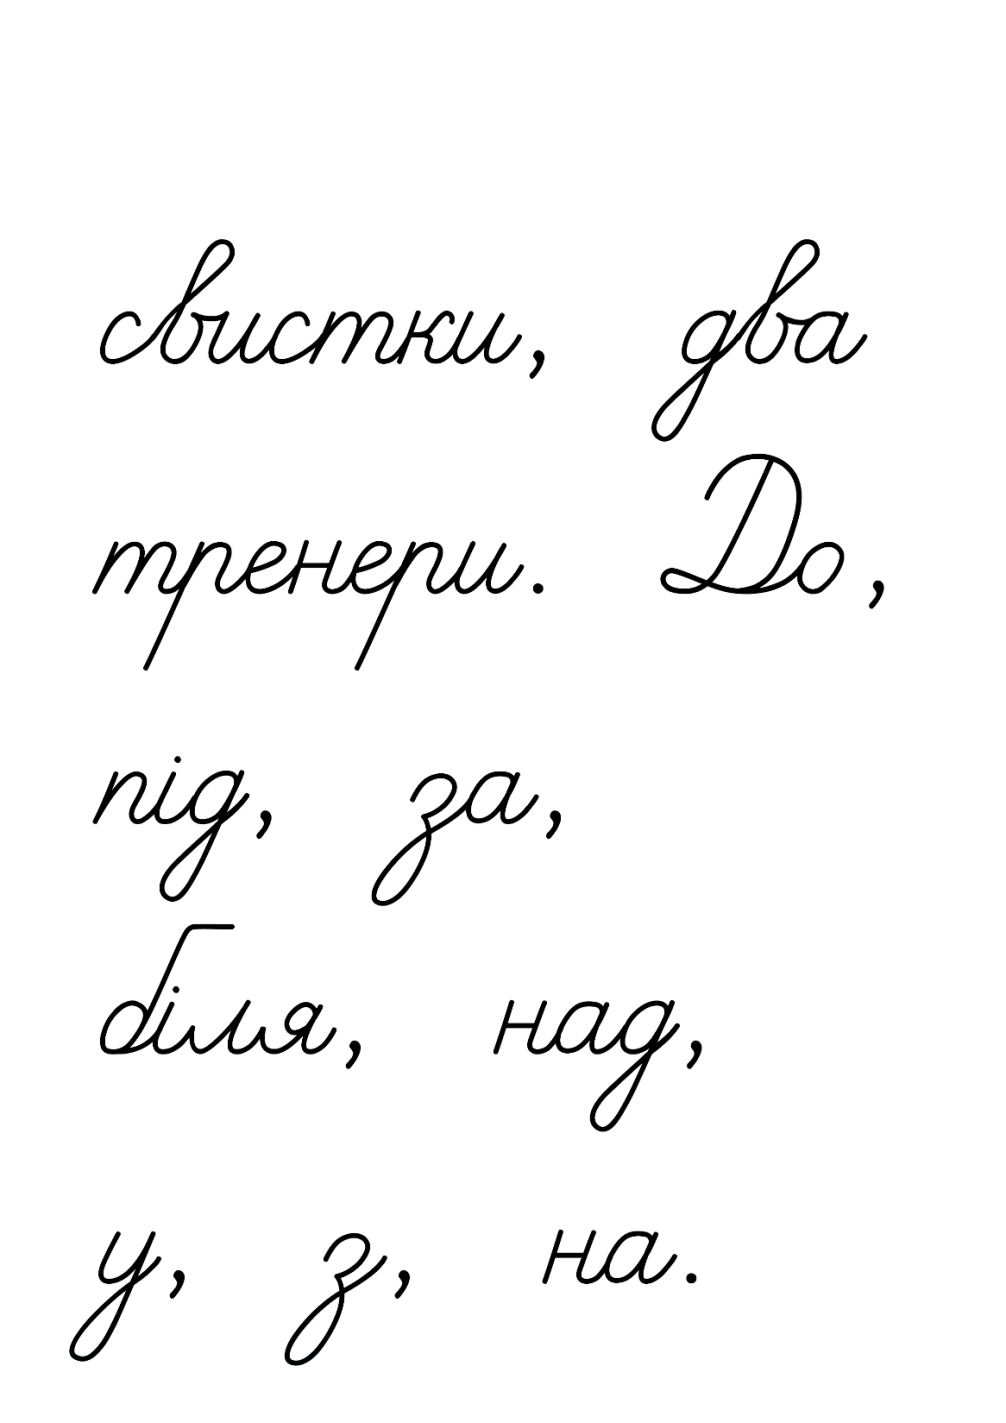 свистки, два
тренери. До,
під, за,
біля, над,
у, з, на.